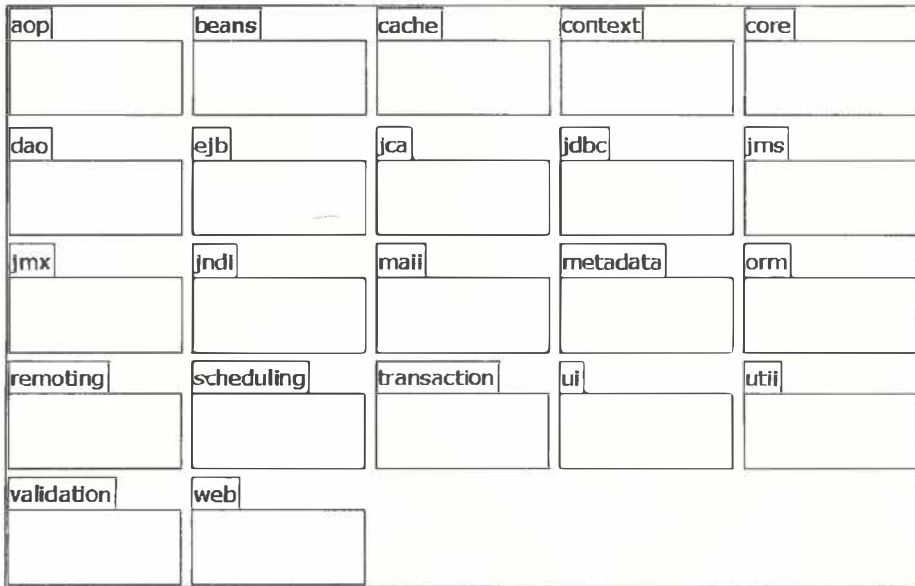 aop beans cache context core
dao ejb jca jdbc jms
jmx jndi mail metadata orm
remoting scheduling transaction ui util
validation web